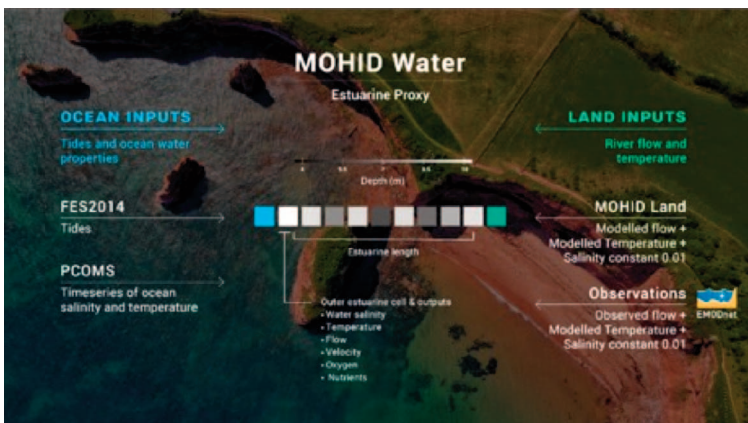 MOHID Water
Estuarine Proxy
OCEAN INPUTS
Tides and ocean water
properties
FES2014
Tides
PCOMS
Timeseries of ocean
salinity and temperature
Depth (m)
Estuarine length
Outer estuarine cell & outputs
• Water salinity
• Temperature
• Flow
• Velocity
• Oxygen
• Nutrients
LAND INPUTS
River flow and
temperature
MOHID Land
Modelled flow +
Modelled Temperature +
Salinity constant 0.01
Observations
Observed flow +
Modelled Temperature +
Salinity constant 0.01
EMODnet